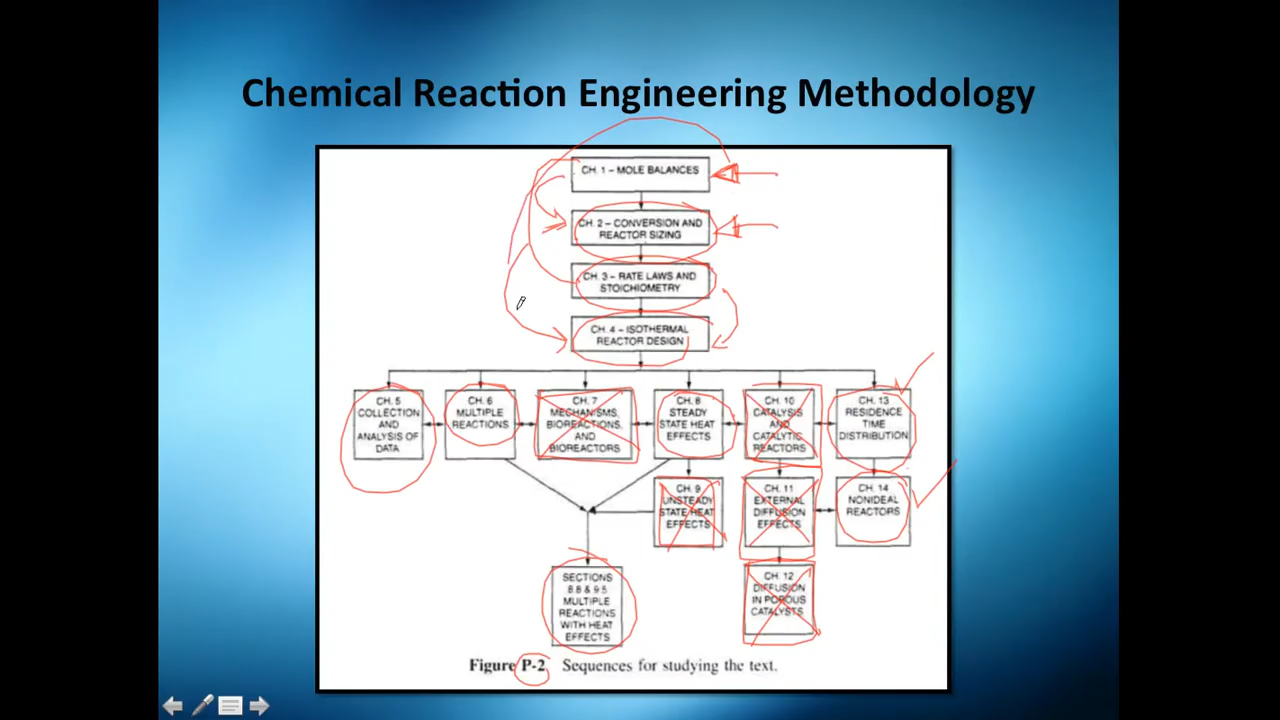 Chemical Reaction Engineering Methodology
CH. 1 – MOLE BALANCES
CH. 2 – CONVERSION AND
REACTOR SIZING
CH. 3 – RATE LAWS AND
STOICHIOMETRY
CH. 4 – ISOTHERMAL
REACTOR DESIGN
CH. 5
COLLECTION
AND
ANALYSIS OF
DATA
CH. 6
MULTIPLE
REACTIONS
CH. 7
MECHANISMS,
BIOREACTIONS,
AND
BIOREACTORS
CH. 8
STEADY
STATE HEAT
EFFECTS
CH. 10
CATALYSIS
AND
CATALYTIC
REACTORS
CH. 13
RESIDENCE
TIME
DISTRIBUTION
CH. 9
UNSTEADY
STATE HEAT
EFFECTS
CH. 11
EXTERNAL
DIFFUSION
EFFECTS
CH. 14
NONIDEAL
REACTORS
SECTIONS
8.8 & 9.5
MULTIPLE
REACTIONS
WITH HEAT
EFFECTS
CH. 12
DIFFUSION
IN POROUS
CATALYSTS
Figure P-2 Sequences for studying the text.